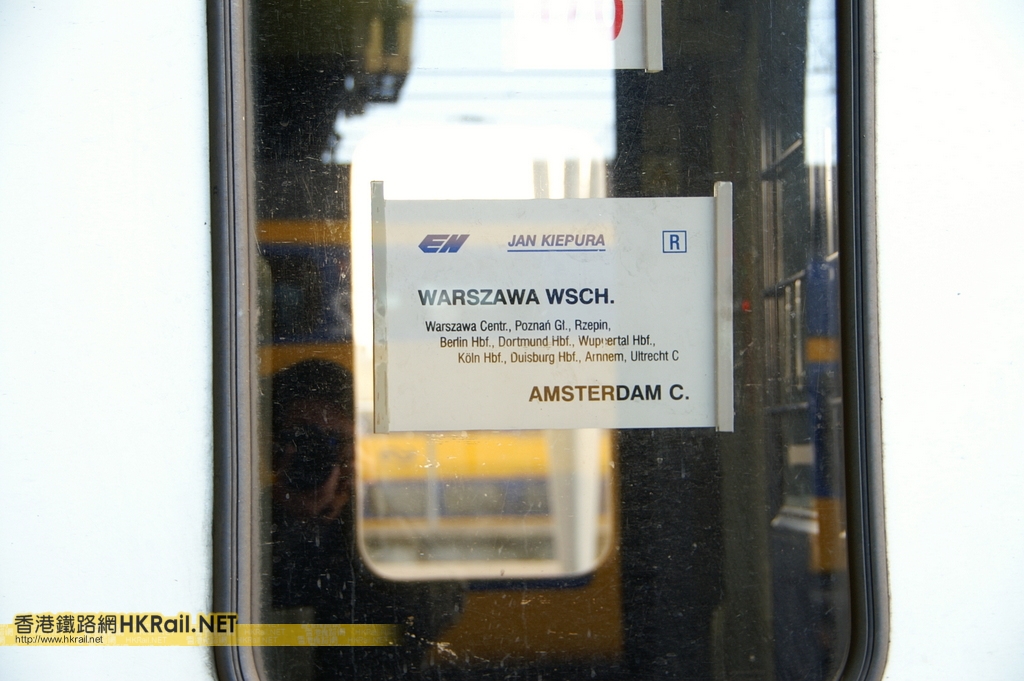 EN JAN KIEPURA R
WARSZAWA WSCH.
Warszawa Centr., Poznań Gl., Rzepin,
Berlin Hbf., Dortmund Hbf., Wuppertal Hbf.,
Köln Hbf., Duisburg Hbf., Arnhem, Ultrecht C
AMSTERDAM C.
香港鐵路網HKRail.NET
http://www.hkrail.net